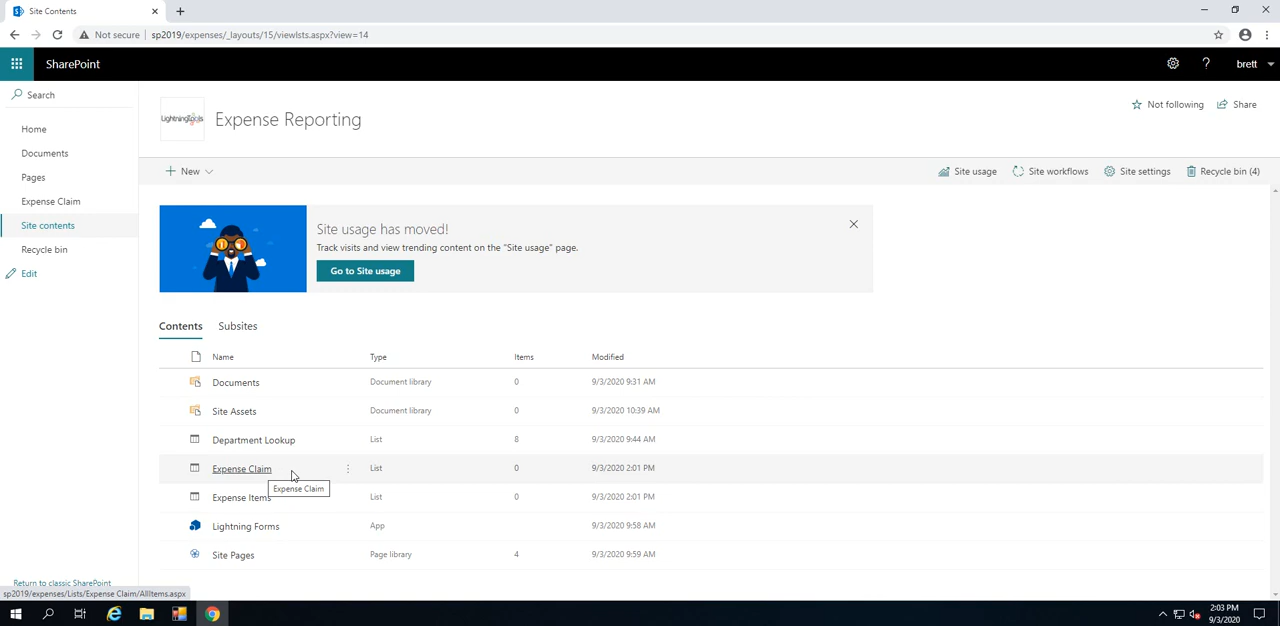 Site Contents
Not secure | sp2019/expenses/_layouts/15/viewlsts.aspx?view=14
SharePoint
brett
Search
Home
Documents
Pages
Expense Claim
Site contents
Recycle bin
Edit
LightningTools
Expense Reporting
Not following
Share
New
Site usage
Site workflows
Site settings
Recycle bin (4)
Site usage has moved!
Track visits and view trending content on the "Site usage" page.
Go to Site usage
Contents Subsites
Name Type Items Modified
Documents Document library 0 9/3/2020 9:31 AM
Site Assets Document library 0 9/3/2020 10:39 AM
Department Lookup List 8 9/3/2020 9:44 AM
Expense Claim List 0 9/3/2020 2:01 PM
Expense Claim
Expense Items List 0 9/3/2020 2:01 PM
Lightning Forms App 9/3/2020 9:58 AM
Site Pages Page library 4 9/3/2020 9:59 AM
Return to classic SharePoint
sp2019/expenses/Lists/Expense Claim/AllItems.aspx
2:03 PM
9/3/2020